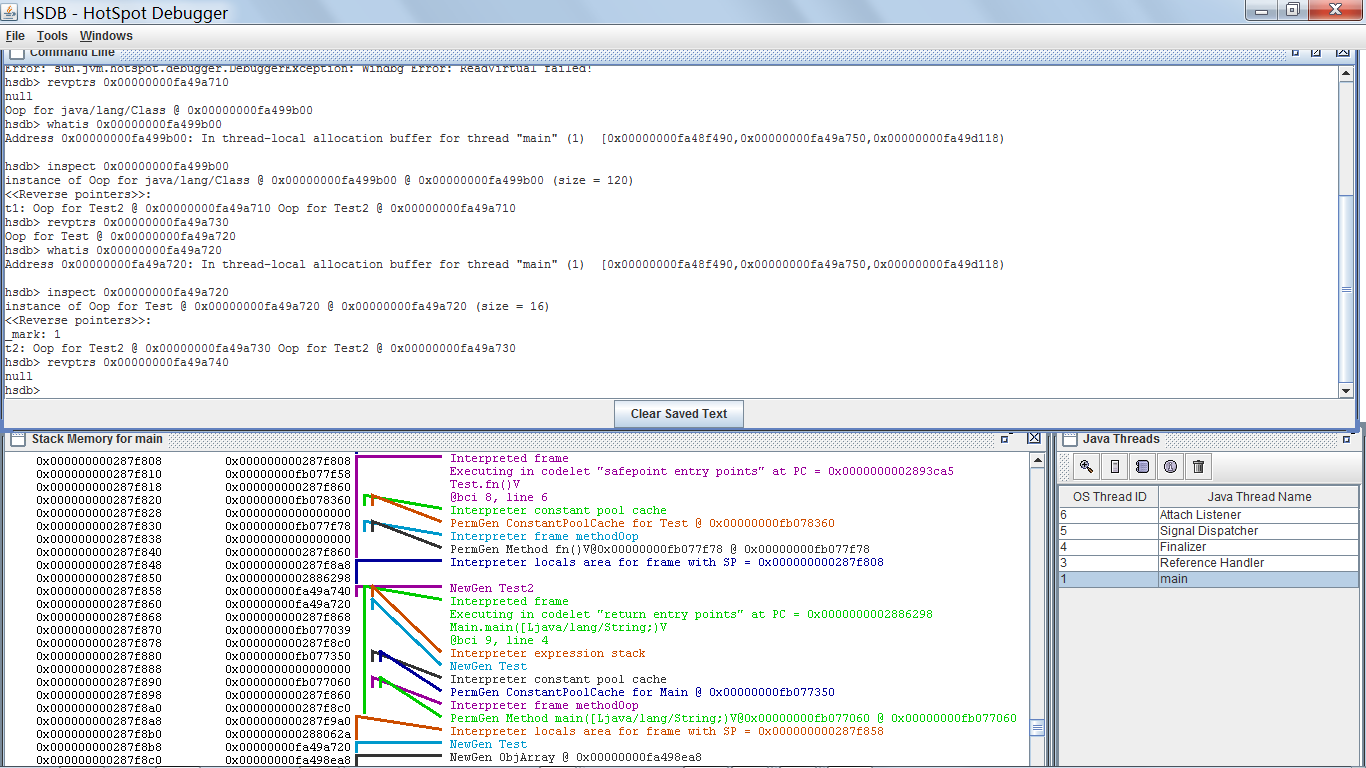 HSDB - HotSpot Debugger
File Tools Windows
Command Line
Error: sun.jvm.hotspot.debugger.DebuggerException: Windbg Error: ReadVirtual failed!
hsdb> revptrs 0x00000000fa49a710
null
Oop for java/lang/Class @ 0x00000000fa499b00
hsdb> whatis 0x00000000fa499b00
Address 0x00000000fa499b00: In thread-local allocation buffer for thread "main" (1) [0x00000000fa48f490,0x00000000fa49a750,0x00000000fa49d118)
hsdb> inspect 0x00000000fa499b00
instance of Oop for java/lang/Class @ 0x00000000fa499b00 @ 0x00000000fa499b00 (size = 120)
<<Reverse pointers>>:
t1: Oop for Test2 @ 0x00000000fa49a710 Oop for Test2 @ 0x00000000fa49a710
hsdb> revptrs 0x00000000fa49a730
Oop for Test @ 0x00000000fa49a720
hsdb> whatis 0x00000000fa49a720
Address 0x00000000fa49a720: In thread-local allocation buffer for thread "main" (1) [0x00000000fa48f490,0x00000000fa49a750,0x00000000fa49d118)
hsdb> inspect 0x00000000fa49a720
instance of Oop for Test @ 0x00000000fa49a720 @ 0x00000000fa49a720 (size = 16)
<<Reverse pointers>>:
_mark: 1
t2: Oop for Test2 @ 0x00000000fa49a730 Oop for Test2 @ 0x00000000fa49a730
hsdb> revptrs 0x00000000fa49a740
null
hsdb>
Clear Saved Text
Stack Memory for main
0x000000000287f808 0x000000000287f808 Interpreted frame
0x000000000287f810 0x00000000fb077f58 Executing in codelet "safepoint entry points" at PC = 0x0000000002893ca5
0x000000000287f818 0x000000000287f860 Test.fn()V
0x000000000287f820 0x00000000fb078360 @bci 8, line 6
0x000000000287f828 0x0000000000000000 Interpreter constant pool cache
0x000000000287f830 0x00000000fb077f78 PermGen ConstantPoolCache for Test @ 0x00000000fb078360
0x000000000287f838 0x0000000000000000 Interpreter frame methodOop
0x000000000287f840 0x000000000287f860 PermGen Method fn()V@0x00000000fb077f78 @ 0x00000000fb077f78
0x000000000287f848 0x000000000287f8a8 Interpreter locals area for frame with SP = 0x000000000287f808
0x000000000287f850 0x0000000002886298
0x000000000287f858 0x00000000fa49a740 NewGen Test2
0x000000000287f860 0x00000000fa49a720 Interpreted frame
0x000000000287f868 0x000000000287f868 Executing in codelet "return entry points" at PC = 0x0000000002886298
0x000000000287f870 0x00000000fb077039 Main.main([Ljava/lang/String;)V
0x000000000287f878 0x000000000287f8c0 @bci 9, line 4
0x000000000287f880 0x00000000fb077350 Interpreter expression stack
0x000000000287f888 0x0000000000000000 NewGen Test
0x000000000287f890 0x00000000fb077060 Interpreter constant pool cache
0x000000000287f898 0x000000000287f860 PermGen ConstantPoolCache for Main @ 0x00000000fb077350
0x000000000287f8a0 0x000000000287f8c0 Interpreter frame methodOop
0x000000000287f8a8 0x000000000287f9a0 PermGen Method main([Ljava/lang/String;)V@0x00000000fb077060 @ 0x00000000fb077060
0x000000000287f8b0 Interpreter locals area for frame with SP = 0x000000000287f858
0x000000000287f8b8 0x00000000fa49a720 NewGen Test
0x000000000287f8c0 0x00000000fa498ea8 NewGen ObjArray @ 0x00000000fa498ea8
Java Threads
OS Thread ID Java Thread Name
6 Attach Listener
5 Signal Dispatcher
4 Finalizer
3 Reference Handler
1 main